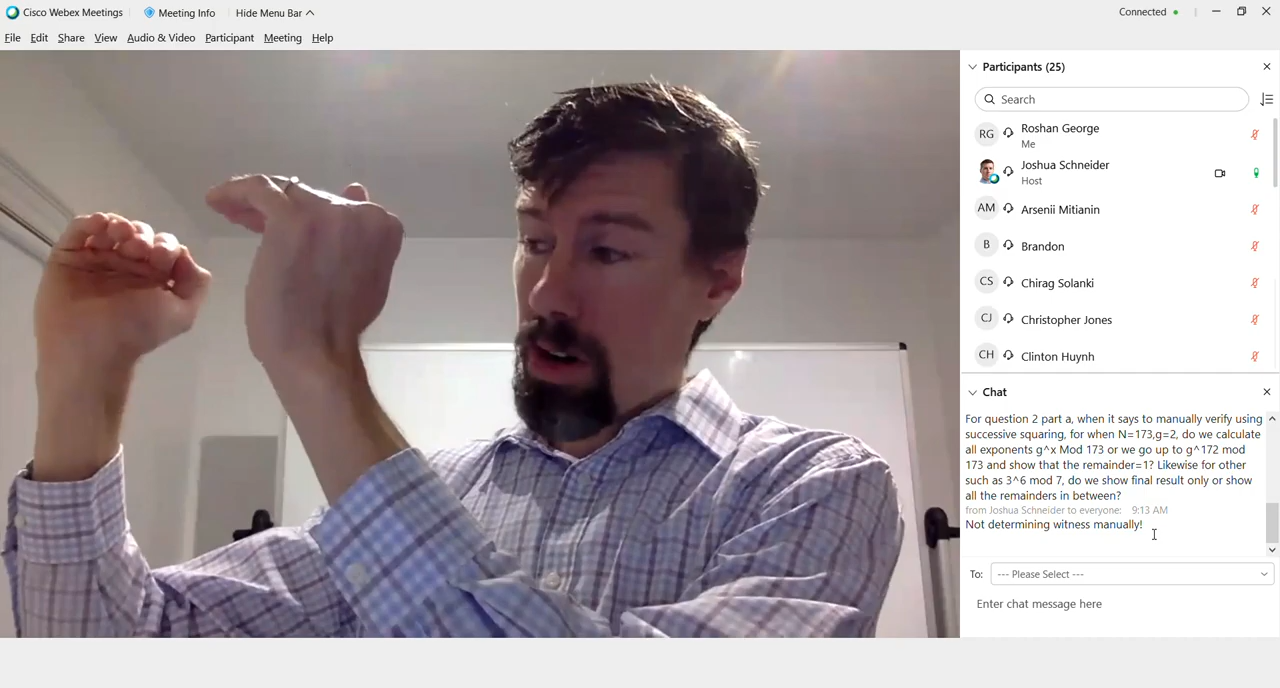 Cisco Webex Meetings
Meeting Info
Hide Menu Bar
Connected
File Edit Share View Audio & Video Participant Meeting Help
Participants (25)
Search
RG
Roshan George
Me
Joshua Schneider
Host
AM
Arsenii Mitianin
B
Brandon
CS
Chirag Solanki
CJ
Christopher Jones
CH
Clinton Huynh
Chat
For question 2 part a, when it says to manually verify using
successive squaring, for when N=173,g=2, do we calculate
all exponents g^x Mod 173 or we go up to g^172 mod
173 and show that the remainder=1? Likewise for other
such as 3^6 mod 7, do we show final result only or show
all the remainders in between?
from Joshua Schneider to everyone: 9:13 AM
Not determining witness manually!
To: --- Please Select ---
Enter chat message here